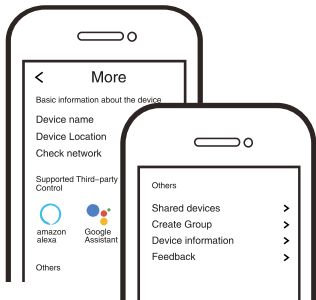 More
Basic information about the device
Device name
Device Location
Check network
Supported Third-party
Control
amazon
alexa
Google
Assistant
Others
Others
Shared devices
Create Group
Device information
Feedback